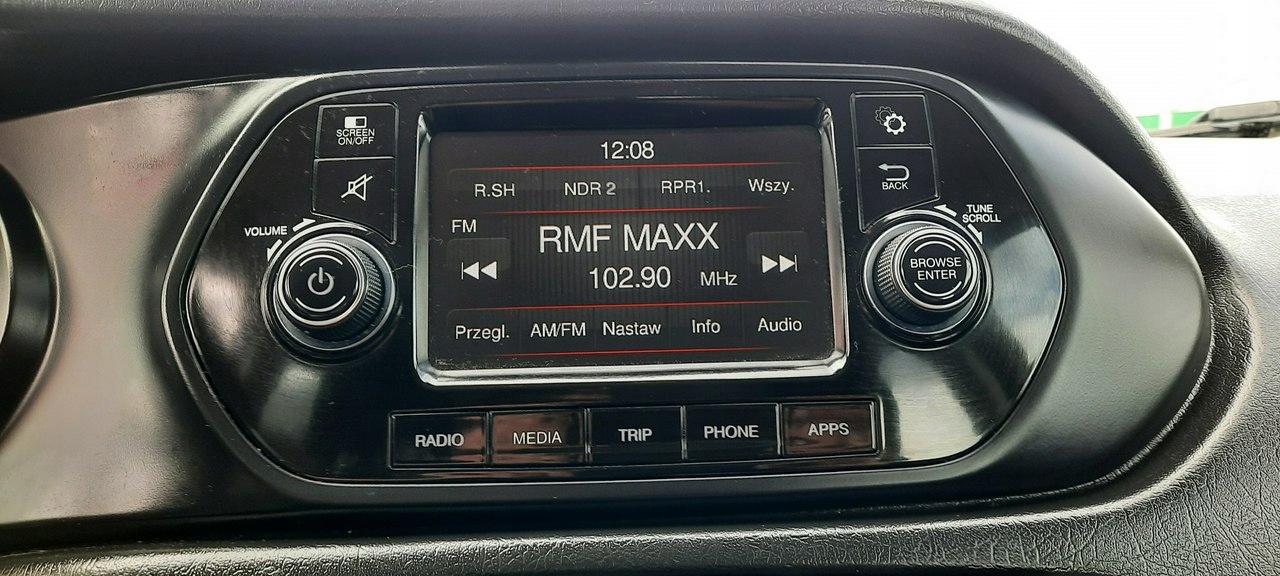 SCREEN
ON/OFF
VOLUME
12:08
R.SH NDR 2 RPR1. Wszy.
FM
RMF MAXX
102.90 MHz
Przegl. AM/FM Nastaw Info Audio
BACK
TUNE
SCROLL
BROWSE
ENTER
RADIO MEDIA TRIP PHONE APPS